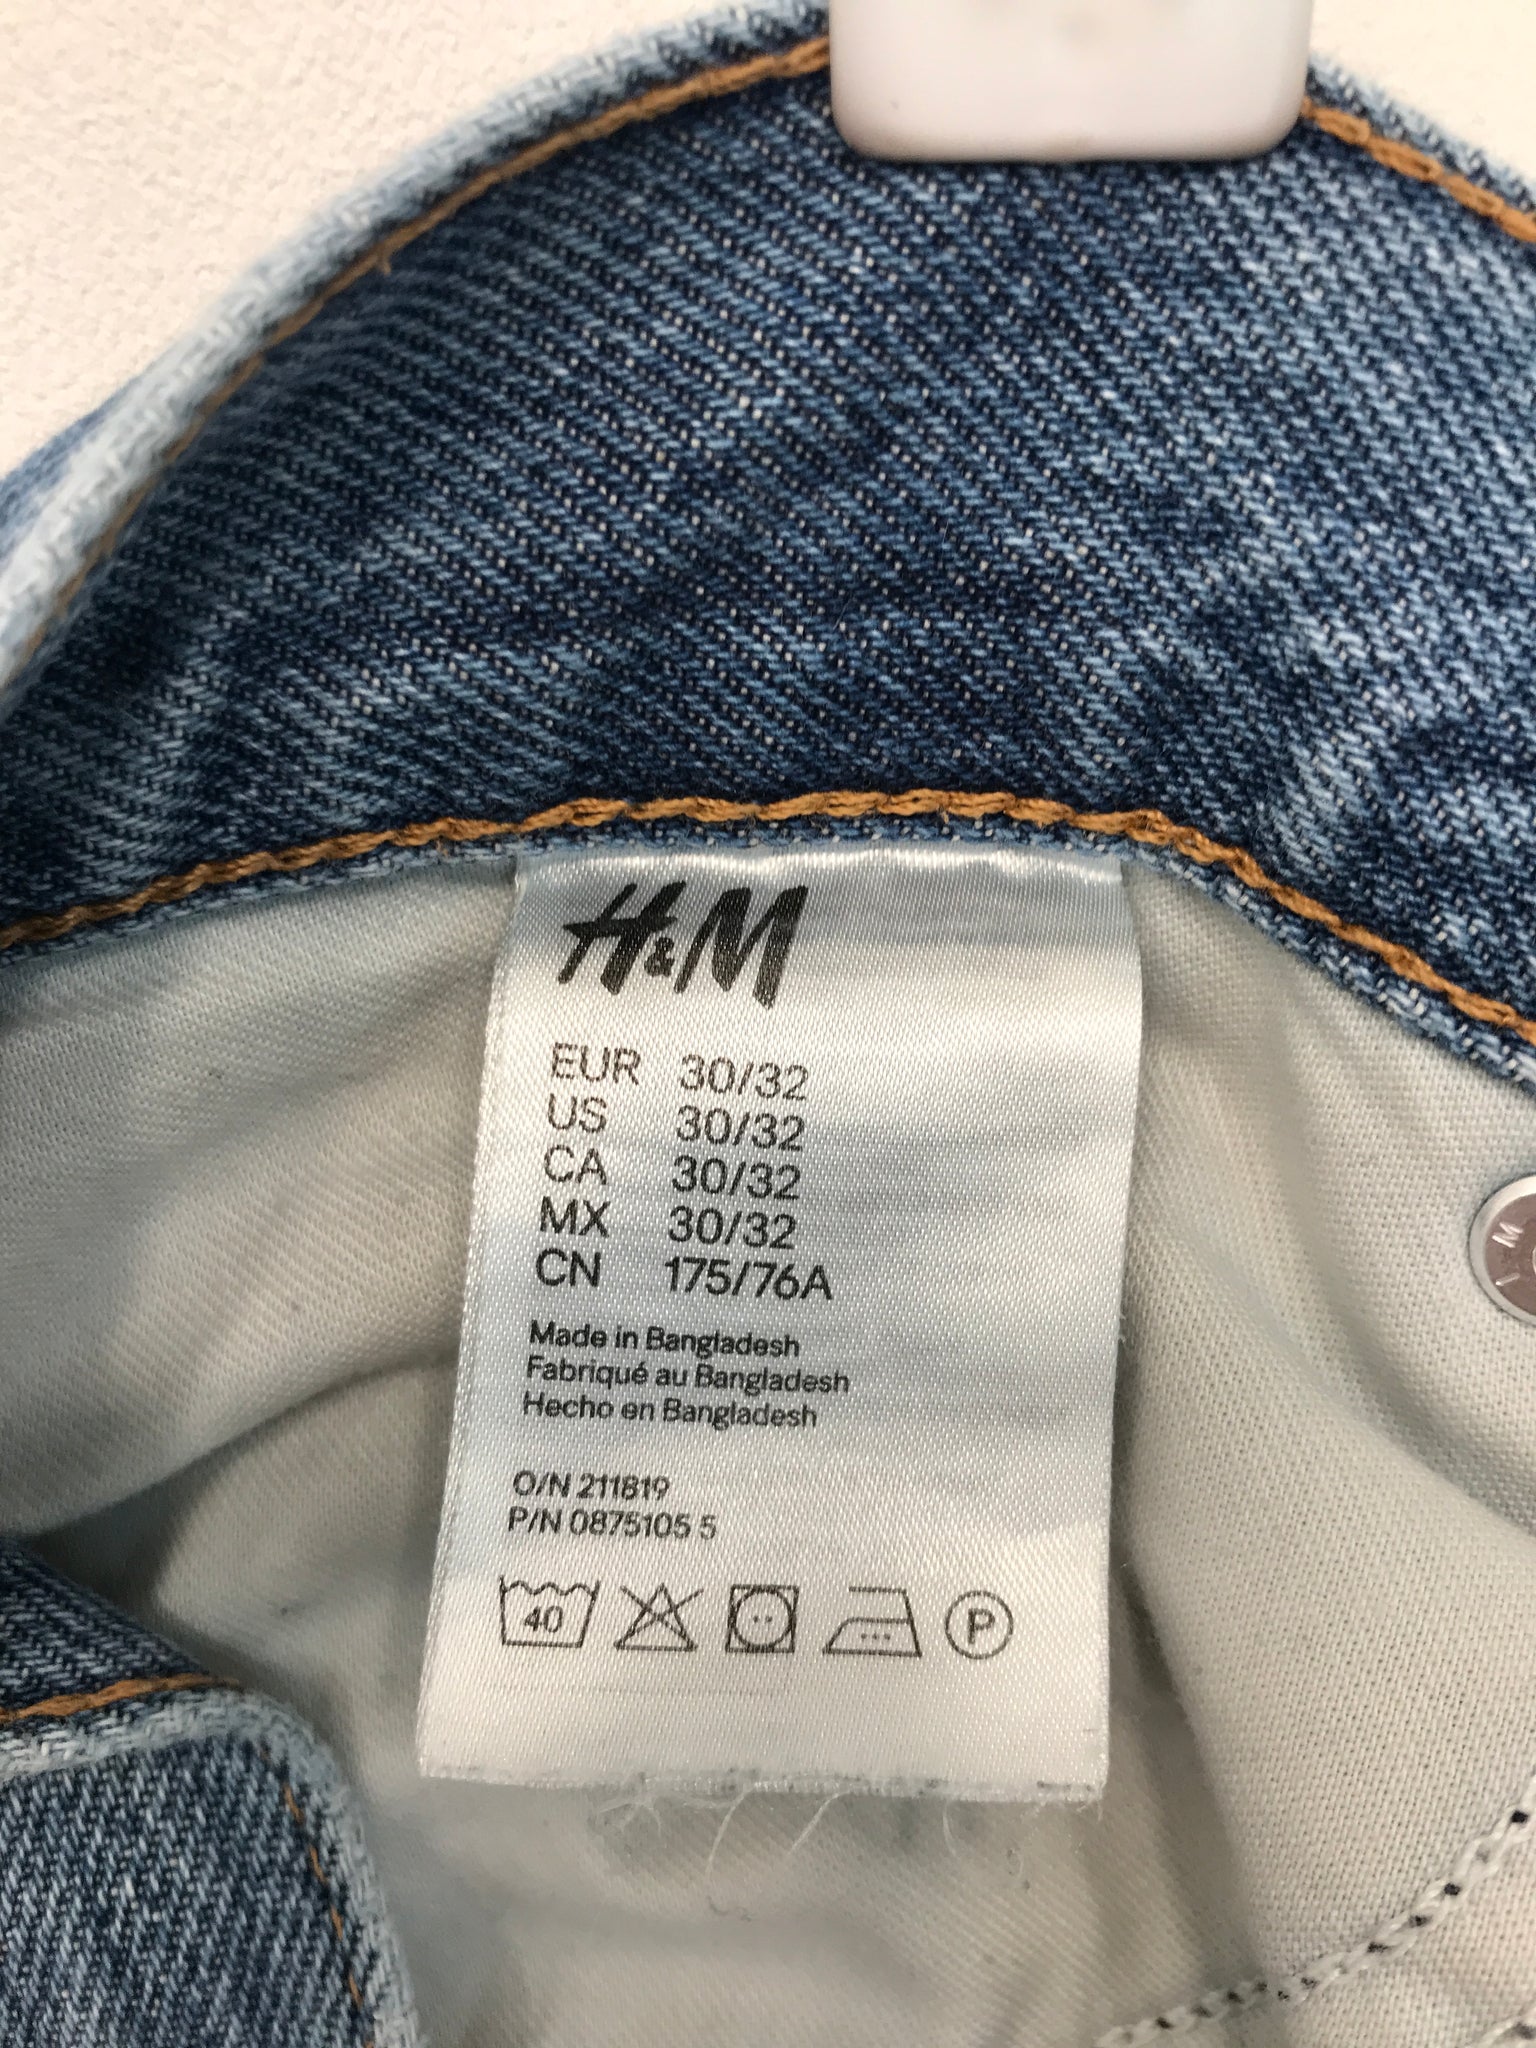 H&M
EUR 30/32
US 30/32
CA 30/32
MX 30/32
CN 175/76A
Made in Bangladesh
Fabriqué au Bangladesh
Hecho en Bangladesh
O/N 211819
P/N 0875105 5
40
P